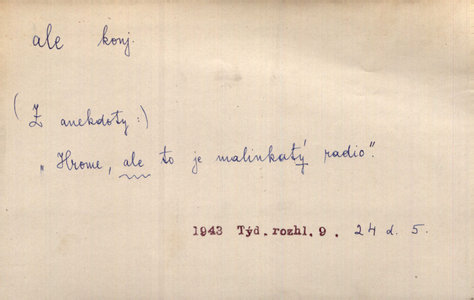 ale konj.
(Z anekdoty:)
„Hrome, ale to je malinkatý radio".
1943 Týd. rozhl. 9. 24 d. 5.